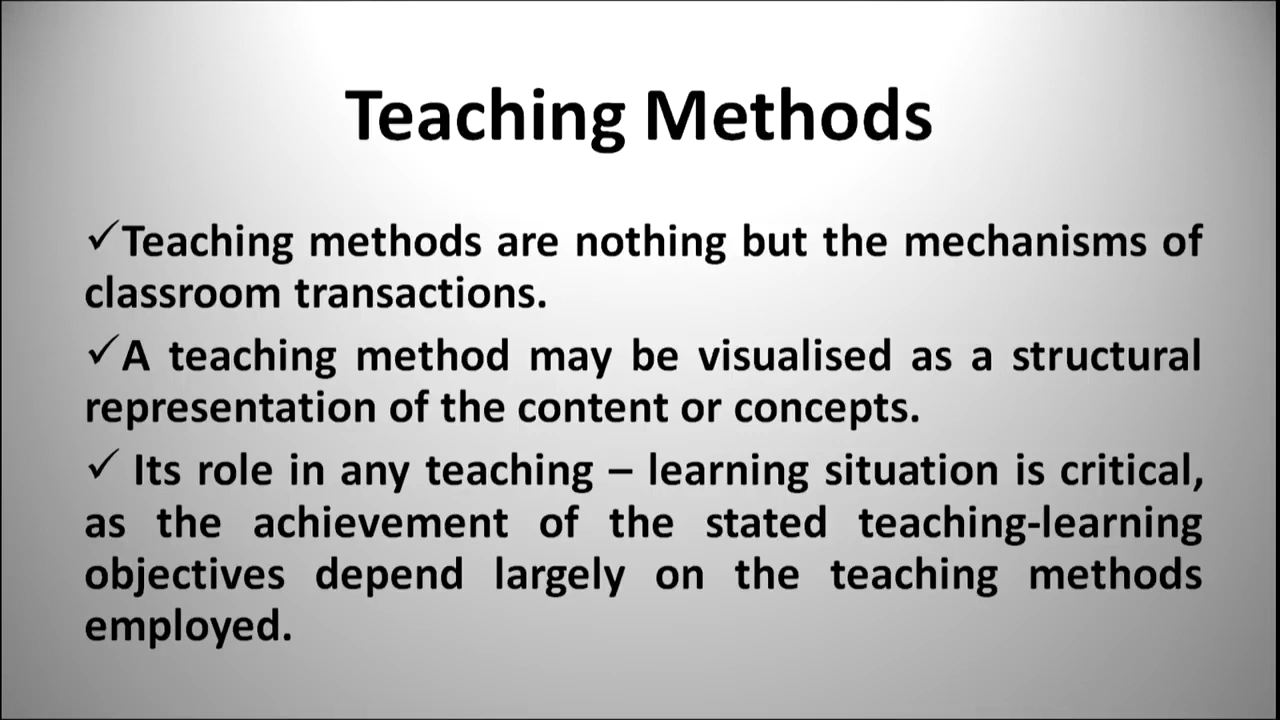 Teaching Methods
✓Teaching methods are nothing but the mechanisms of
classroom transactions.
✓A teaching method may be visualised as a structural
representation of the content or concepts.
✓ Its role in any teaching – learning situation is critical,
as the achievement of the stated teaching-learning
objectives depend largely on the teaching methods
employed.